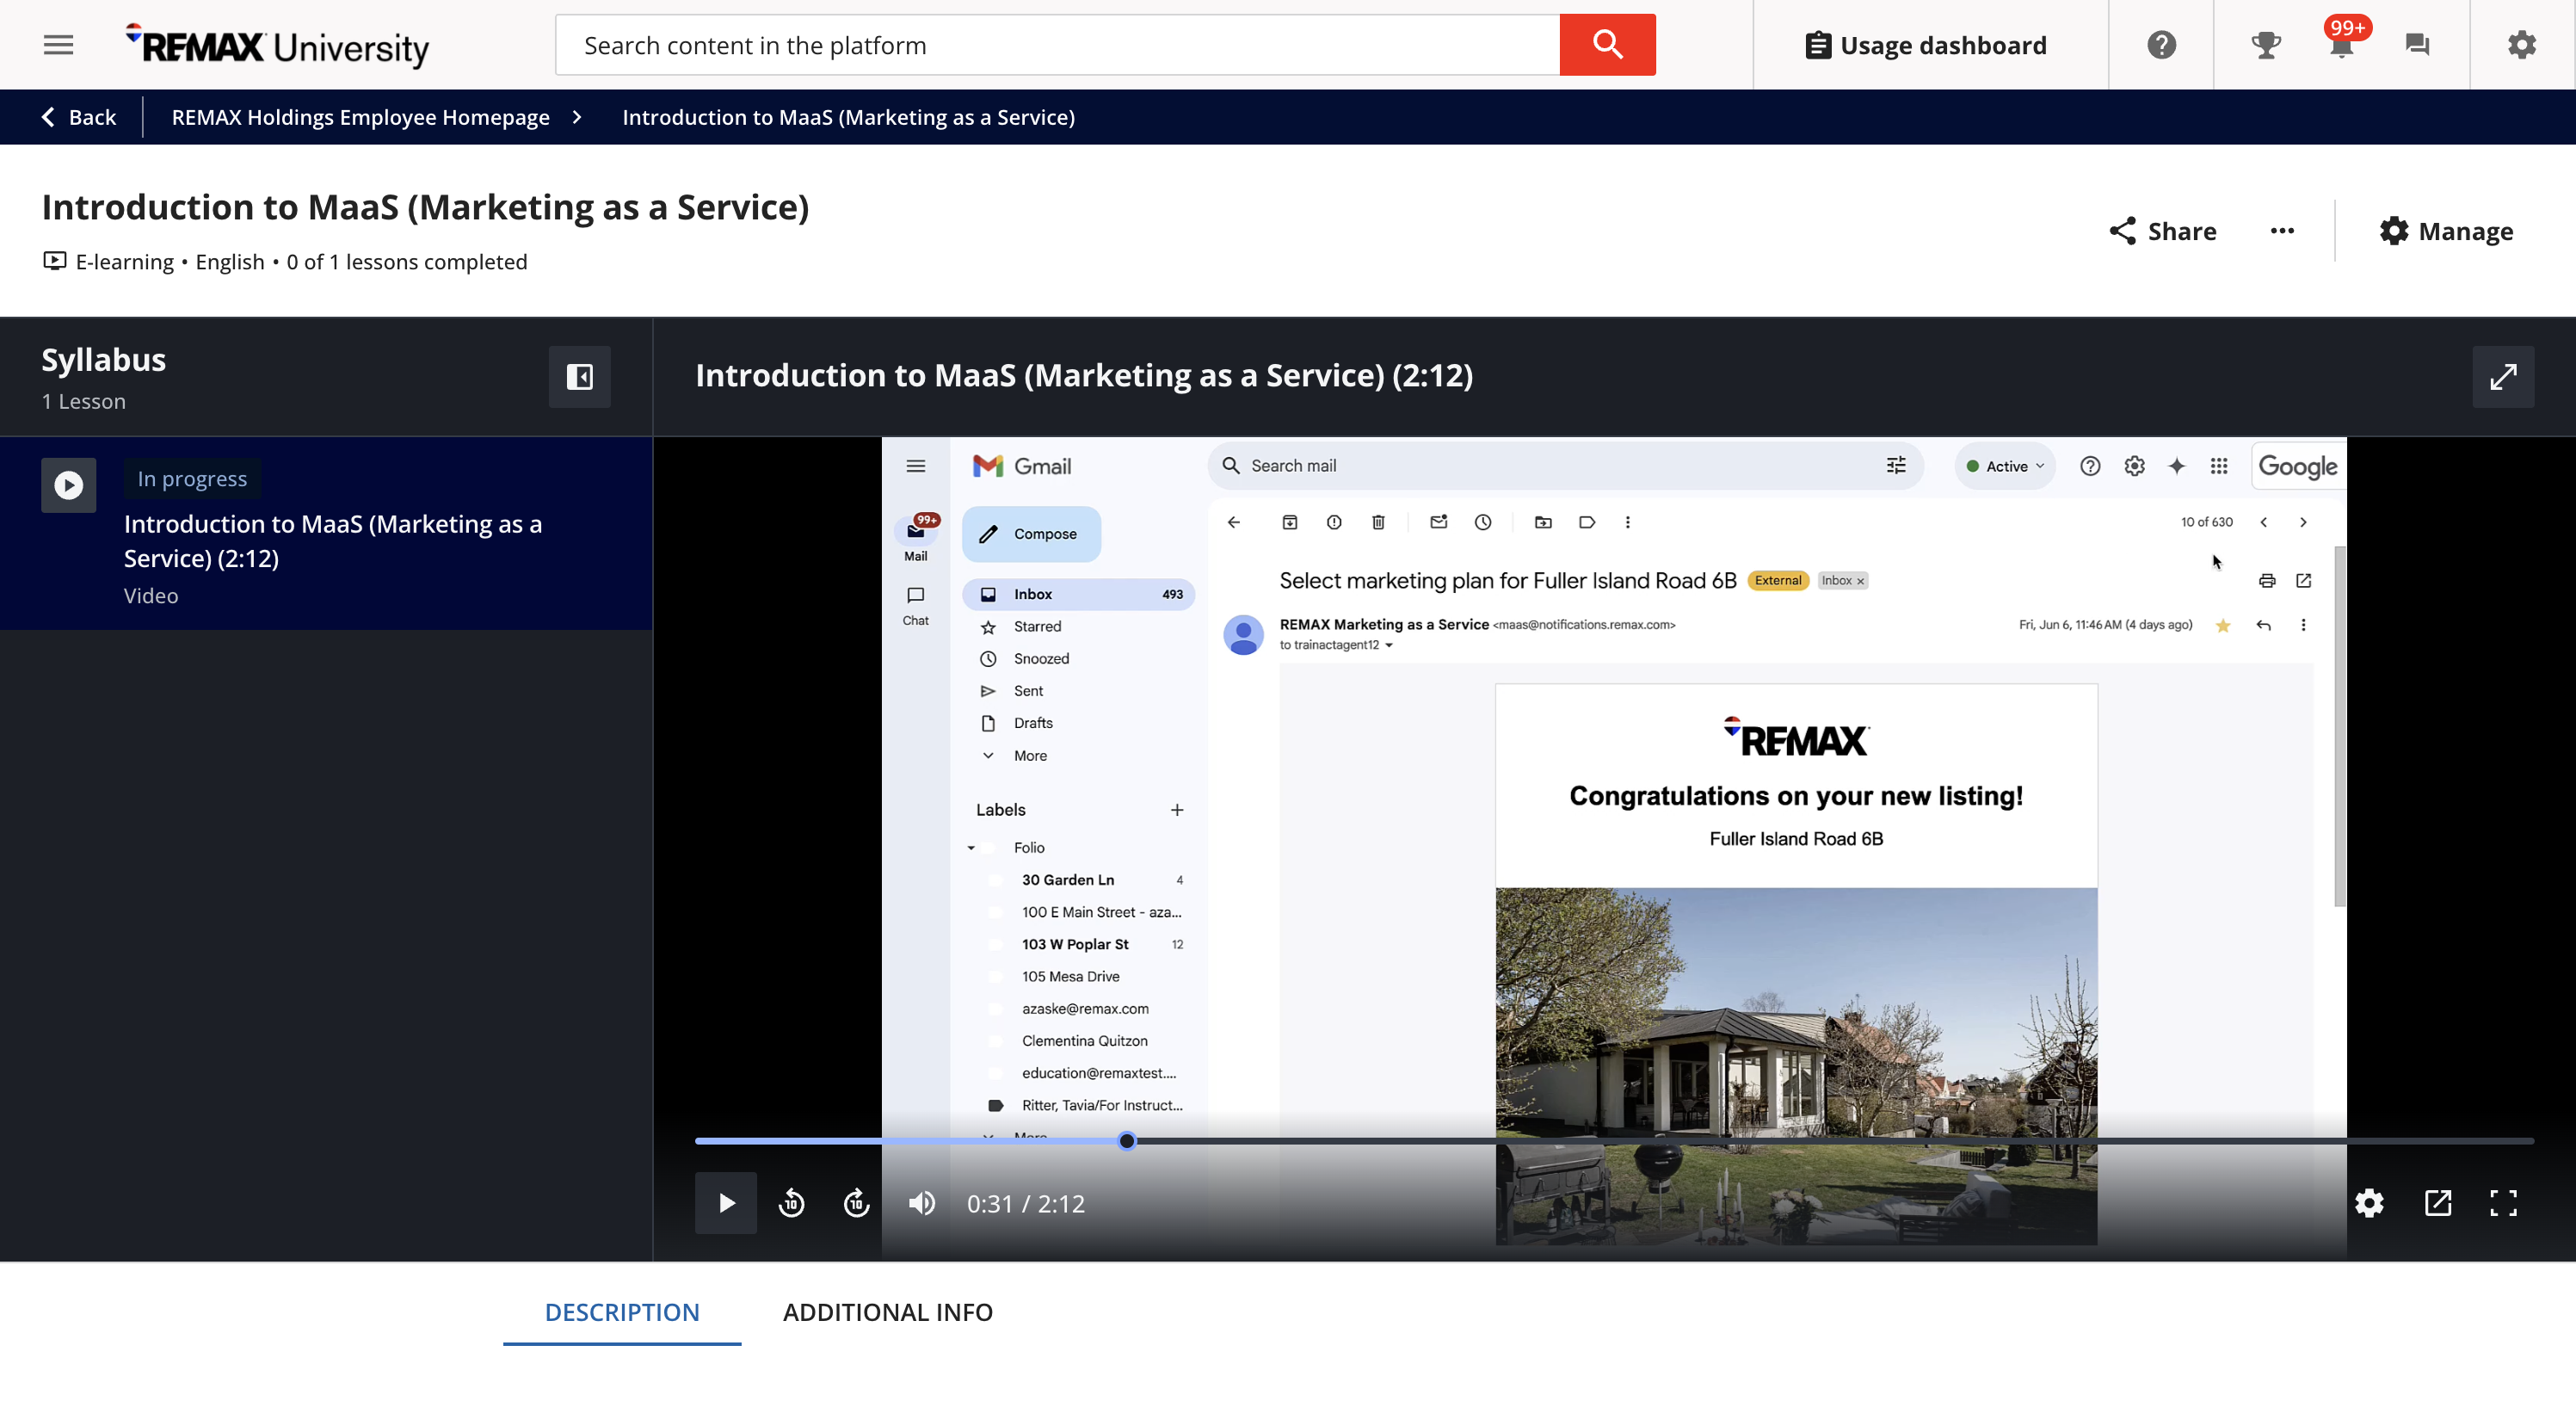 REMAX University
Search content in the platform
Usage dashboard
99+
Back
REMAX Holdings Employee Homepage
Introduction to MaaS (Marketing as a Service)
Introduction to MaaS (Marketing as a Service)
E-learning • English • 0 of 1 lessons completed
Share
Manage
Syllabus
1 Lesson
Introduction to MaaS (Marketing as a Service) (2:12)
In progress
Introduction to MaaS (Marketing as a
Service) (2:12)
Video
Gmail
Search mail
Active
Google
99+
Mail
Chat
Compose
Inbox 493
Starred
Snoozed
Sent
Drafts
More
Labels
Folio
30 Garden Ln 4
100 E Main Street - aza...
103 W Poplar St 12
105 Mesa Drive
azaske@remax.com
Clementina Quitzon
education@remaxtest....
Ritter, Tavia/For Instruct...
More
10 of 630
Select marketing plan for Fuller Island Road 6B External Inbox x
REMAX Marketing as a Service <maas@notifications.remax.com>
Fri, Jun 6, 11:46 AM (4 days ago)
to trainactagent12
REMAX
Congratulations on your new listing!
Fuller Island Road 6B
10
10
0:31 / 2:12
DESCRIPTION
ADDITIONAL INFO